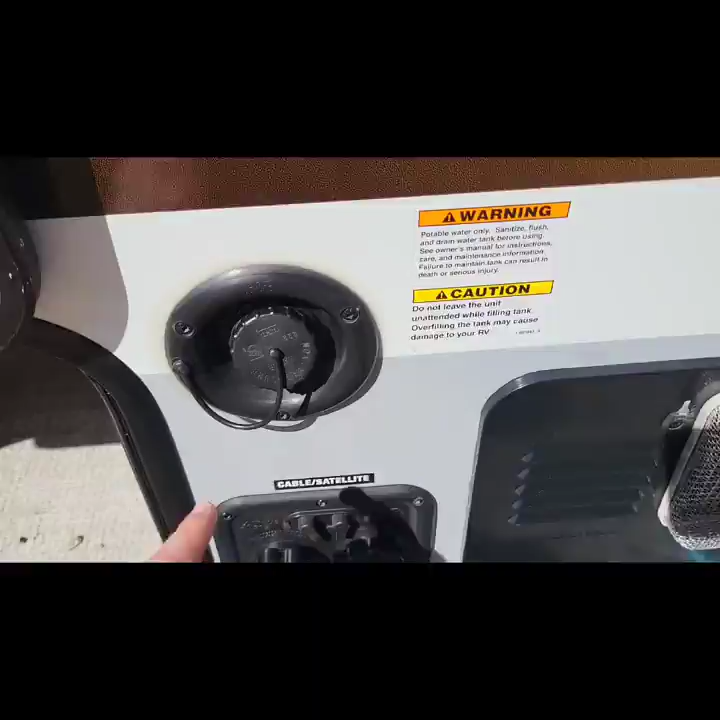 WARNING
Potable water only. Sanitize, flush,
and drain water tank before using.
See owner's manual for instructions,
care, and maintenance information.
Failure to maintain tank can result in
death or serious injury.
CAUTION
Do not leave the unit
unattended while filling tank.
Overfilling the tank may cause
damage to your RV
CABLE/SATELLITE